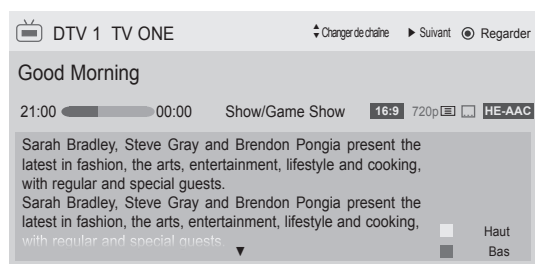 DTV 1 TV ONE Changer de chaîne Suivant Regarder
Good Morning
21:00 00:00 Show/Game Show 16:9 720p HE-AAC
Sarah Bradley, Steve Gray and Brendon Pongia present the
latest in fashion, the arts, entertainment, lifestyle and cooking,
with regular and special guests.
Sarah Bradley, Steve Gray and Brendon Pongia present the
latest in fashion, the arts, entertainment, lifestyle and cooking,
with regular and special guests.
Haut
Bas